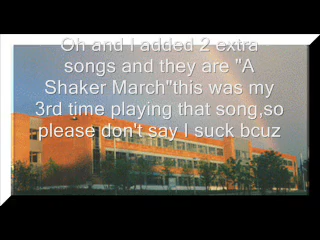 Oh and I added 2 extra
songs and they are "A
Shaker March"this was my
3rd time playing that song,so
please don't say I suck bcuz